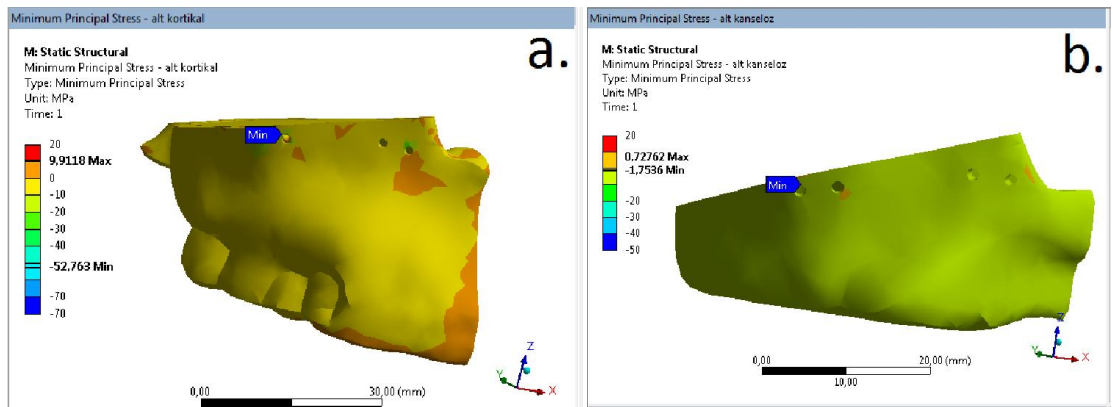 Minimum Principal Stress - alt kortikal
a.
M: Static Structural
Minimum Principal Stress - alt kortikal
Type: Minimum Principal Stress
Unit: MPa
Time: 1
20
9,9118 Max
0
-10
-20
-30
-40
-52,763 Min
-70
-70
Min
Z
Y
X
0,00
30,00 (mm)
Minimum Principal Stress - alt kanseloz
b.
M: Static Structural
Minimum Principal Stress - alt kanseloz
Type: Minimum Principal Stress
Unit: MPa
Time: 1
20
0,72762 Max
-1,7536 Min
-20
-30
-40
-50
Min
Z
Y
X
0,00
20,00 (mm)
10,00